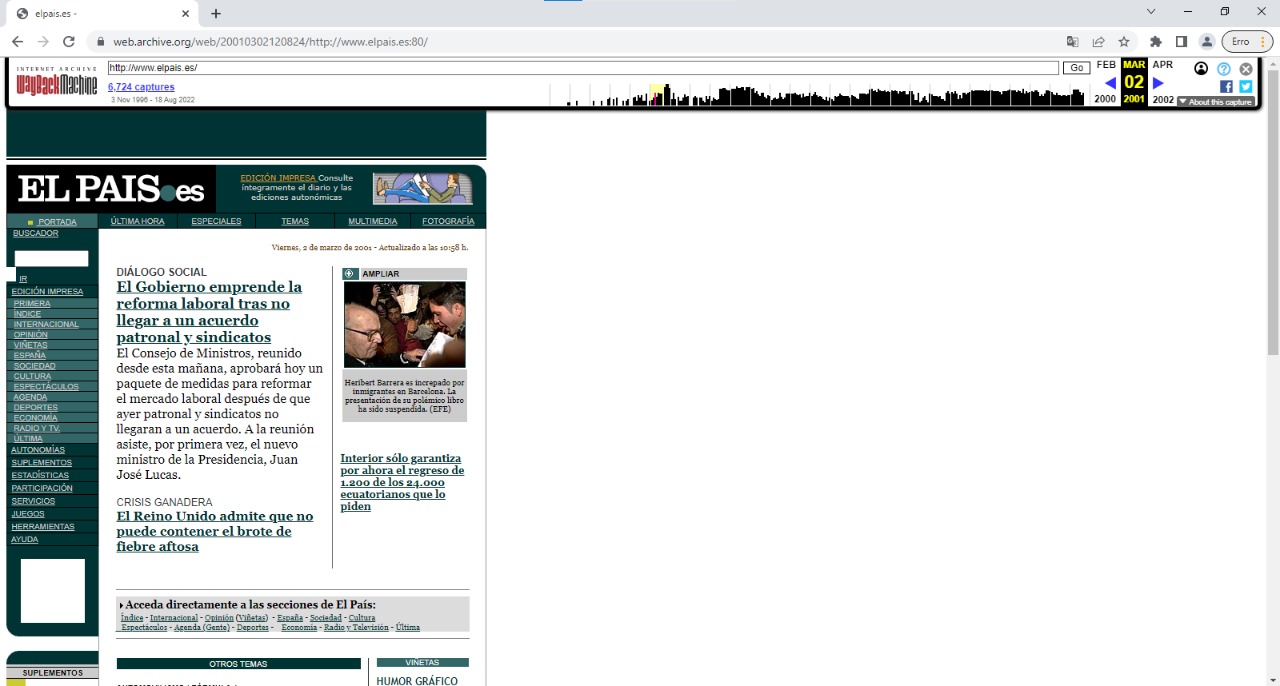 elpais.es -
web.archive.org/web/20010302120824/http://www.elpais.es:80/
Erro
INTERNET ARCHIVE
WayBackMachine
http://www.elpais.es/
Go
6,724 captures
3 Nov 1996 - 18 Aug 2022
FEB MAR APR
02
2000 2001 2002
About this capture
EL PAIS.es
EDICIÓN IMPRESA Consulte
íntegramente el diario y las
ediciones autonómicas
PORTADA
ÚLTIMA HORA
ESPECIALES
TEMAS
MULTIMEDIA
FOTOGRAFÍA
BUSCADOR
IR
EDICIÓN IMPRESA
PRIMERA
ÍNDICE
INTERNACIONAL
OPINIÓN
VIÑETAS
ESPAÑA
SOCIEDAD
CULTURA
ESPECTÁCULOS
AGENDA
DEPORTES
ECONOMÍA
RADIO Y TV.
ÚLTIMA
AUTONOMÍAS
SUPLEMENTOS
ESTADÍSTICAS
PARTICIPACIÓN
SERVICIOS
JUEGOS
HERRAMIENTAS
AYUDA
SUPLEMENTOS
Viernes, 2 de marzo de 2001 - Actualizado a las 10:58 h.
DIÁLOGO SOCIAL
El Gobierno emprende la
reforma laboral tras no
llegar a un acuerdo
patronal y sindicatos
El Consejo de Ministros, reunido
desde esta mañana, aprobará hoy un
paquete de medidas para reformar
el mercado laboral después de que
ayer patronal y sindicatos no
llegaran a un acuerdo. A la reunión
asiste, por primera vez, el nuevo
ministro de la Presidencia, Juan
José Lucas.
CRISIS GANADERA
El Reino Unido admite que no
puede contener el brote de
fiebre aftosa
AMPLIAR
Heribert Barrera es increpado por
inmigrantes en Barcelona. La
presentación de su polémico libro
ha sido suspendida. (EFE)
Interior sólo garantiza
por ahora el regreso de
1.200 de los 24.000
ecuatorianos que lo
piden
Acceda directamente a las secciones de El País:
Índice - Internacional - Opinión (Viñetas) - España - Sociedad - Cultura
Espectáculos - Agenda (Gente) - Deportes - Economía - Radio y Televisión - Última
OTROS TEMAS
VIÑETAS
HUMOR GRÁFICO